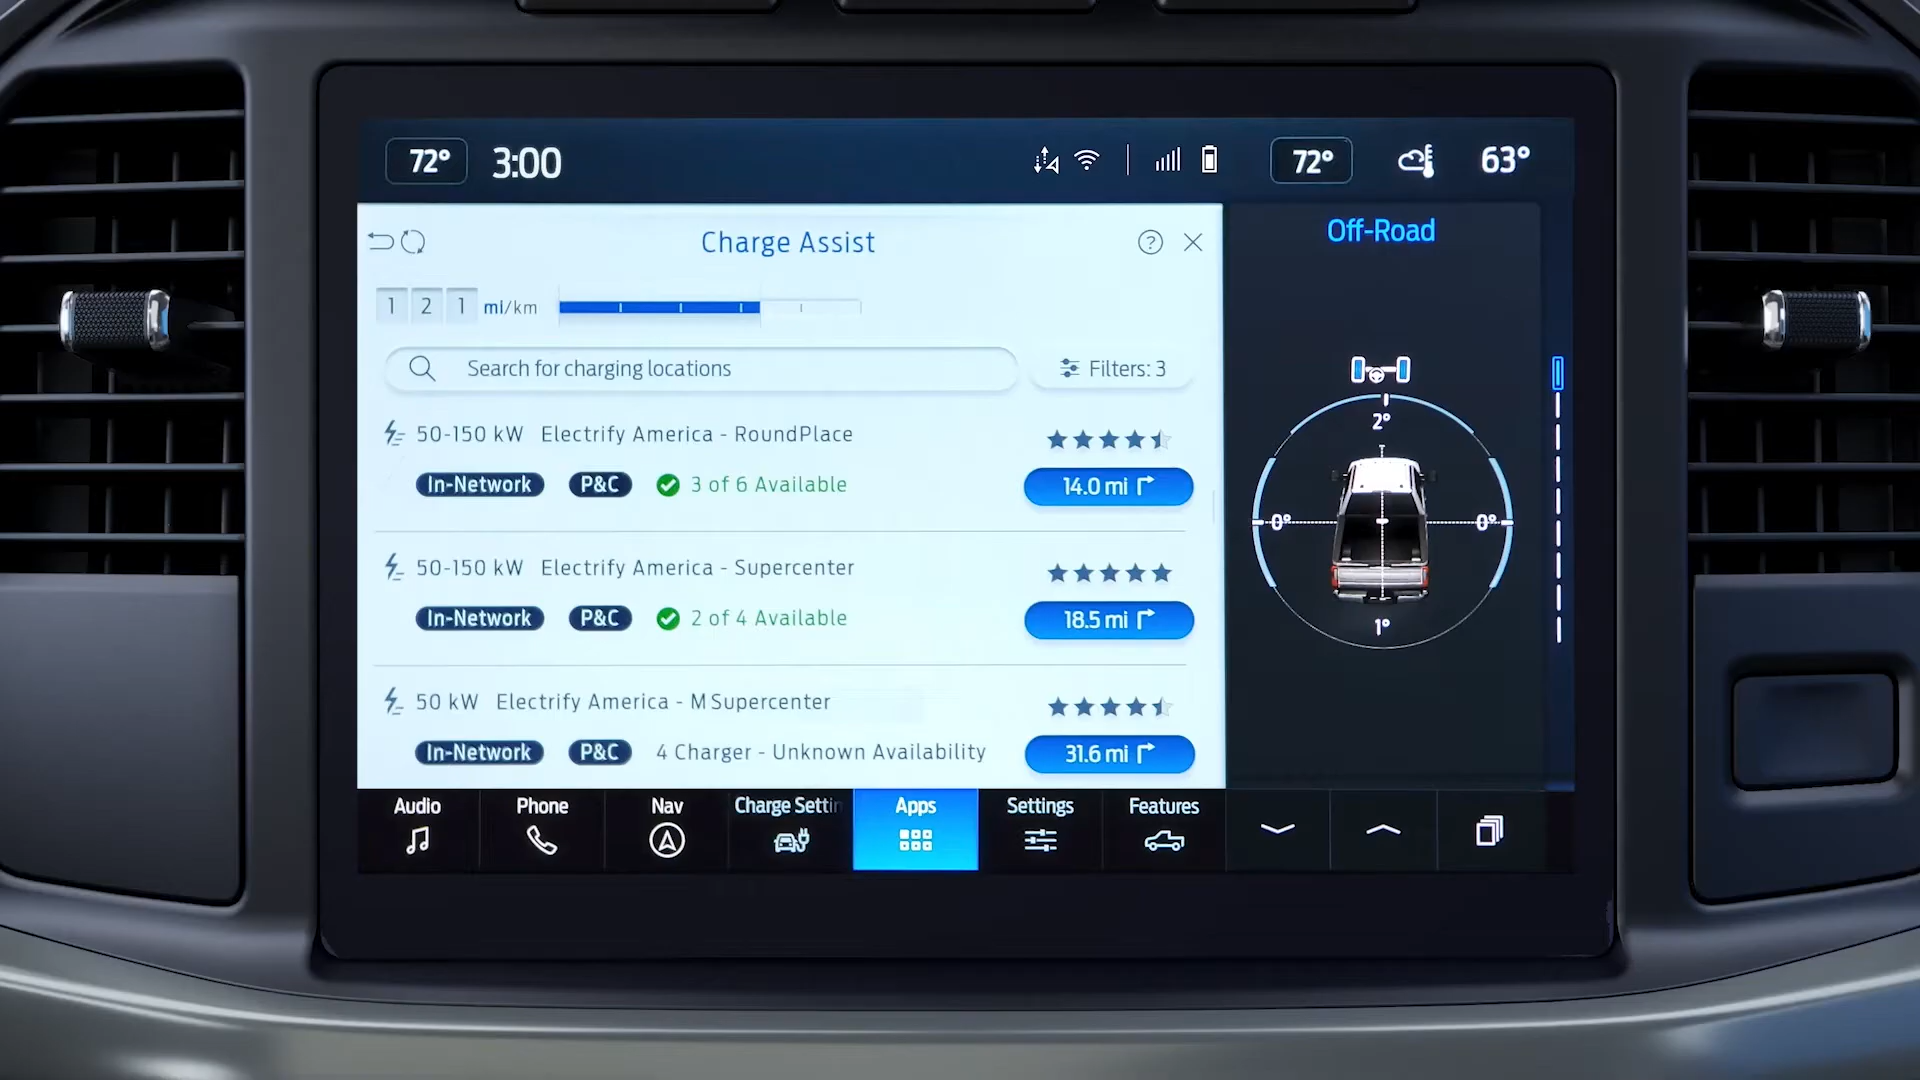 72° 3:00 72° 63°
Charge Assist ?
1 2 1 mi/km
Search for charging locations Filters: 3
50-150 kW Electrify America - RoundPlace
In-Network P&C 3 of 6 Available 14.0 mi
50-150 kW Electrify America - Supercenter
In-Network P&C 2 of 4 Available 18.5 mi
50 kW Electrify America - M Supercenter
In-Network P&C 4 Charger - Unknown Availability 31.6 mi
Off-Road
2°
0° 0°
1°
Audio Phone Nav Charge Settin Apps Settings Features